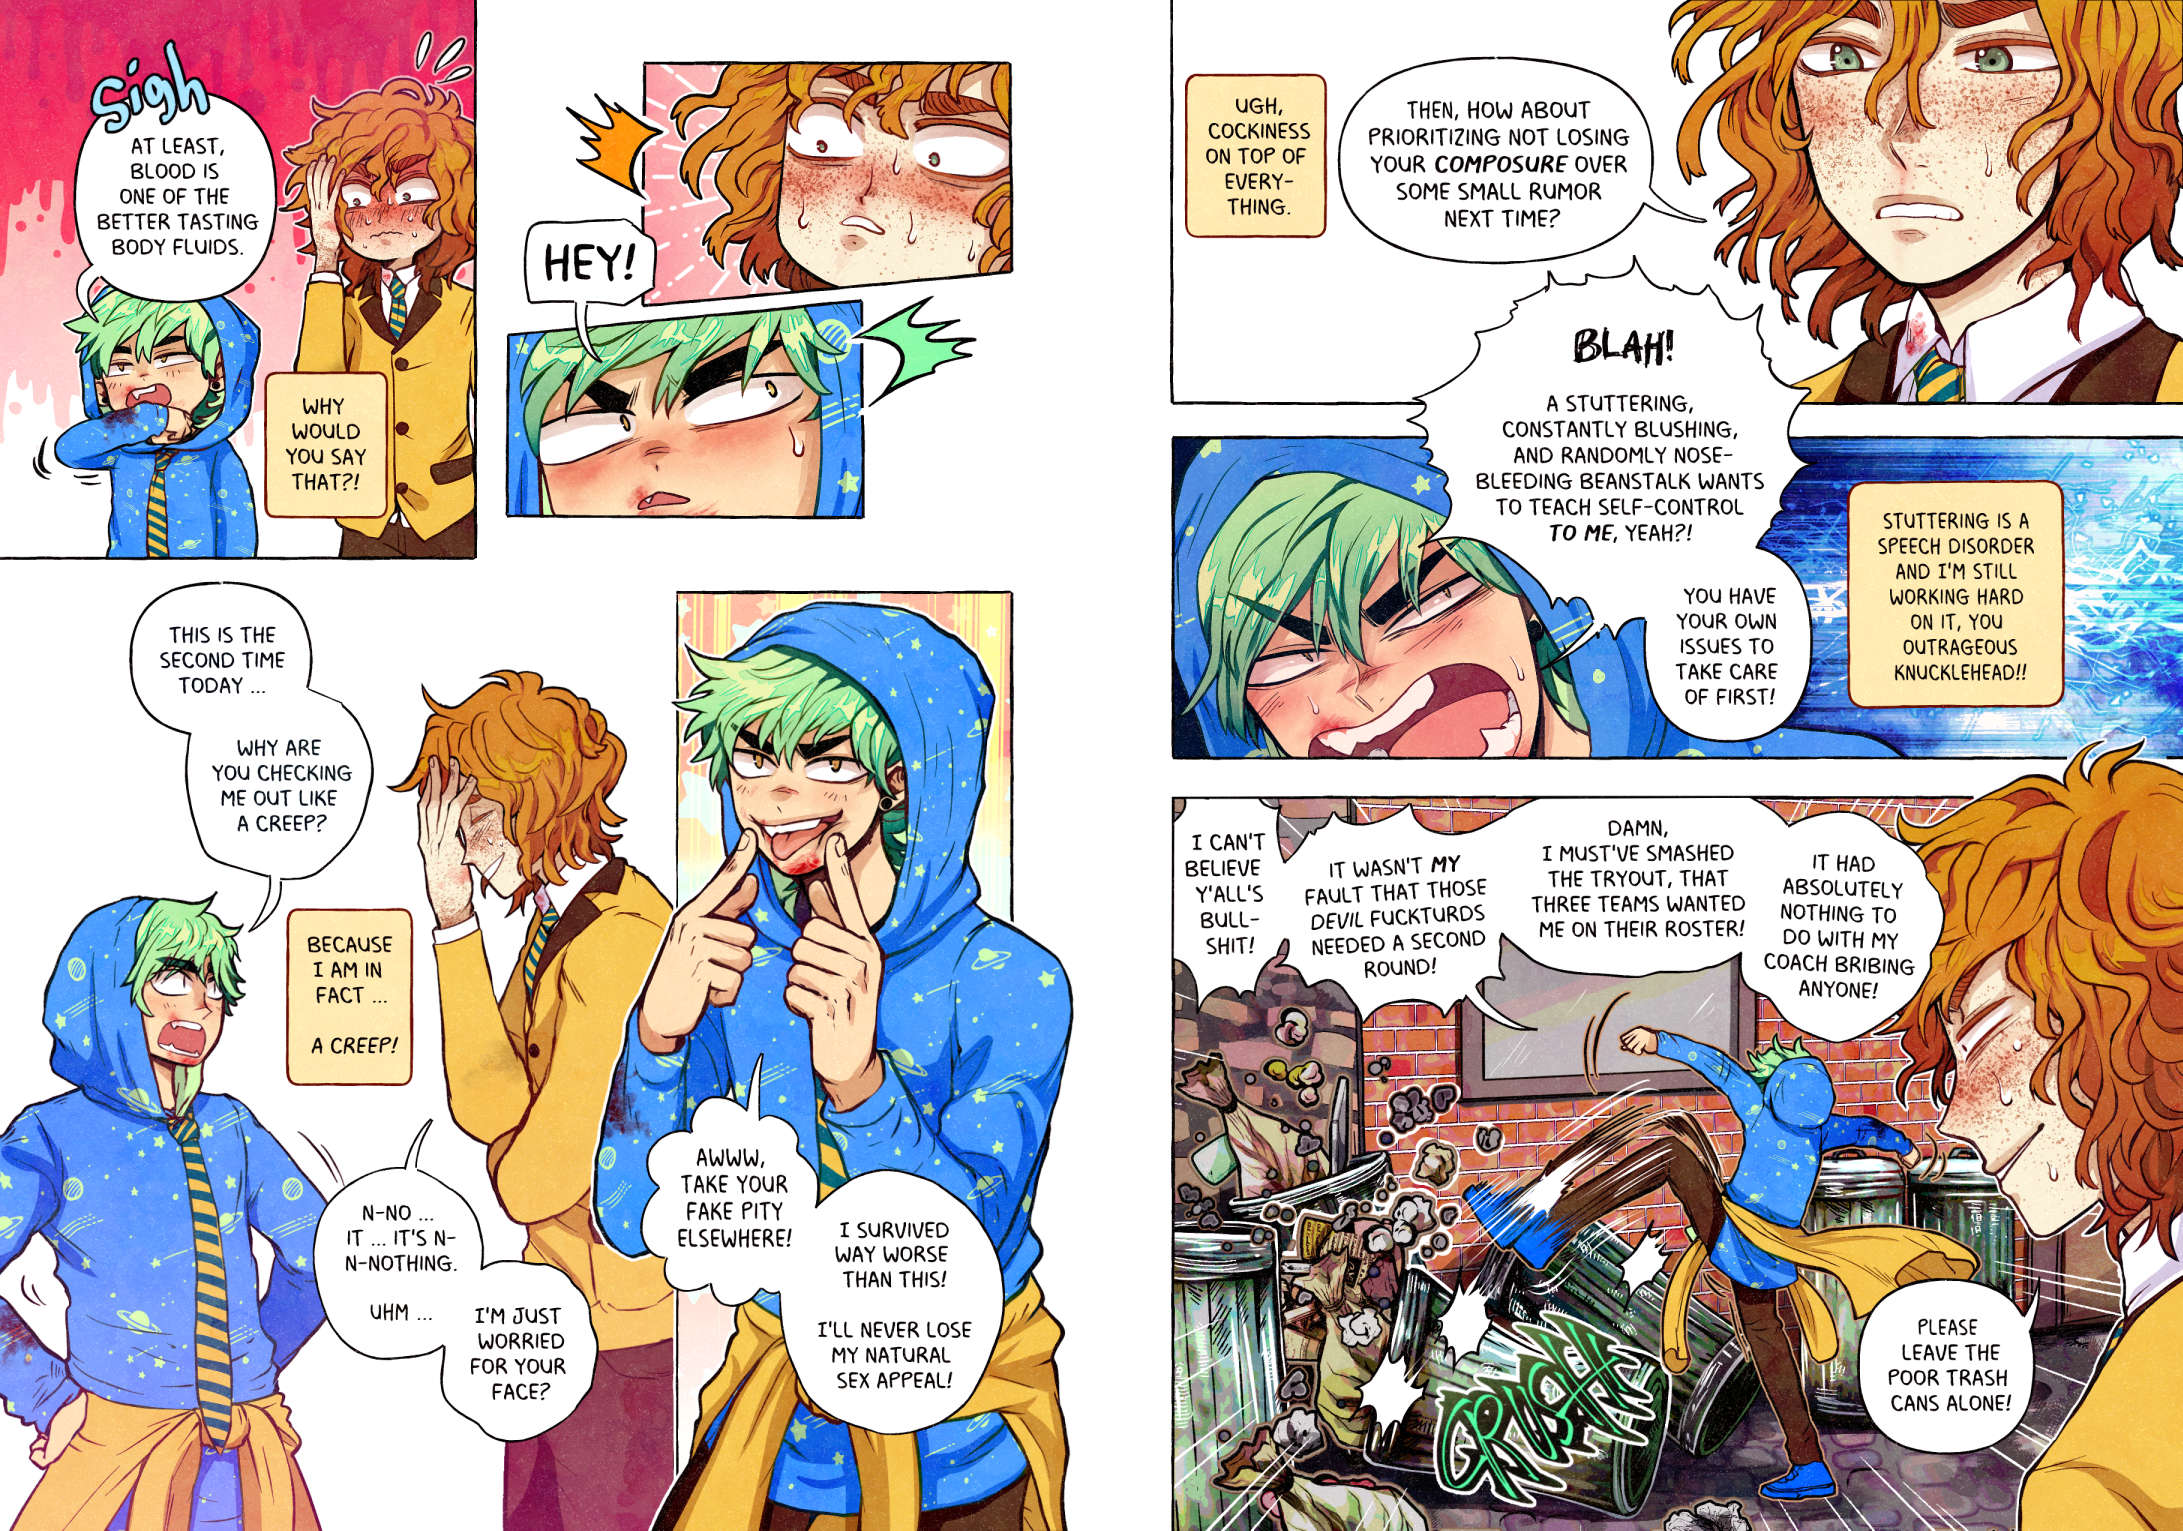 Sigh
AT LEAST,
BLOOD IS
ONE OF THE
BETTER TASTING
BODY FLUIDS.
WHY
WOULD
YOU SAY
THAT?!
HEY!
THIS IS THE
SECOND TIME
TODAY ...
WHY ARE
YOU CHECKING
ME OUT LIKE
A CREEP?
BECAUSE
I AM IN
FACT ...
A CREEP!
N-NO ...
IT ... IT'S N-
N-NOTHING.
UHM ...
I'M JUST
WORRIED
FOR YOUR
FACE?
AWWW,
TAKE YOUR
FAKE PITY
ELSEWHERE!
I SURVIVED
WAY WORSE
THAN THIS!
I'LL NEVER LOSE
MY NATURAL
SEX APPEAL!
UGH,
COCKINESS
ON TOP OF
EVERY-
THING.
THEN, HOW ABOUT
PRIORITIZING NOT LOSING
YOUR COMPOSURE OVER
SOME SMALL RUMOR
NEXT TIME?
BLAH!
A STUTTERING,
CONSTANTLY BLUSHING,
AND RANDOMLY NOSE-
BLEEDING BEANSTALK WANTS
TO TEACH SELF-CONTROL
TO ME, YEAH?!
YOU HAVE
YOUR OWN
ISSUES TO
TAKE CARE
OF FIRST!
STUTTERING IS A
SPEECH DISORDER
AND I'M STILL
WORKING HARD
ON IT, YOU
OUTRAGEOUS
KNUCKLEHEAD!!
I CAN'T
BELIEVE
Y'ALL'S
BULL-
SHIT!
IT WASN'T MY
FAULT THAT THOSE
DEVIL FUCKTURDS
NEEDED A SECOND
ROUND!
DAMN,
I MUST'VE SMASHED
THE TRYOUT, THAT
THREE TEAMS WANTED
ME ON THEIR ROSTER!
IT HAD
ABSOLUTELY
NOTHING TO
DO WITH MY
COACH BRIBING
ANYONE!
CRUSH
PLEASE
LEAVE THE
POOR TRASH
CANS ALONE!